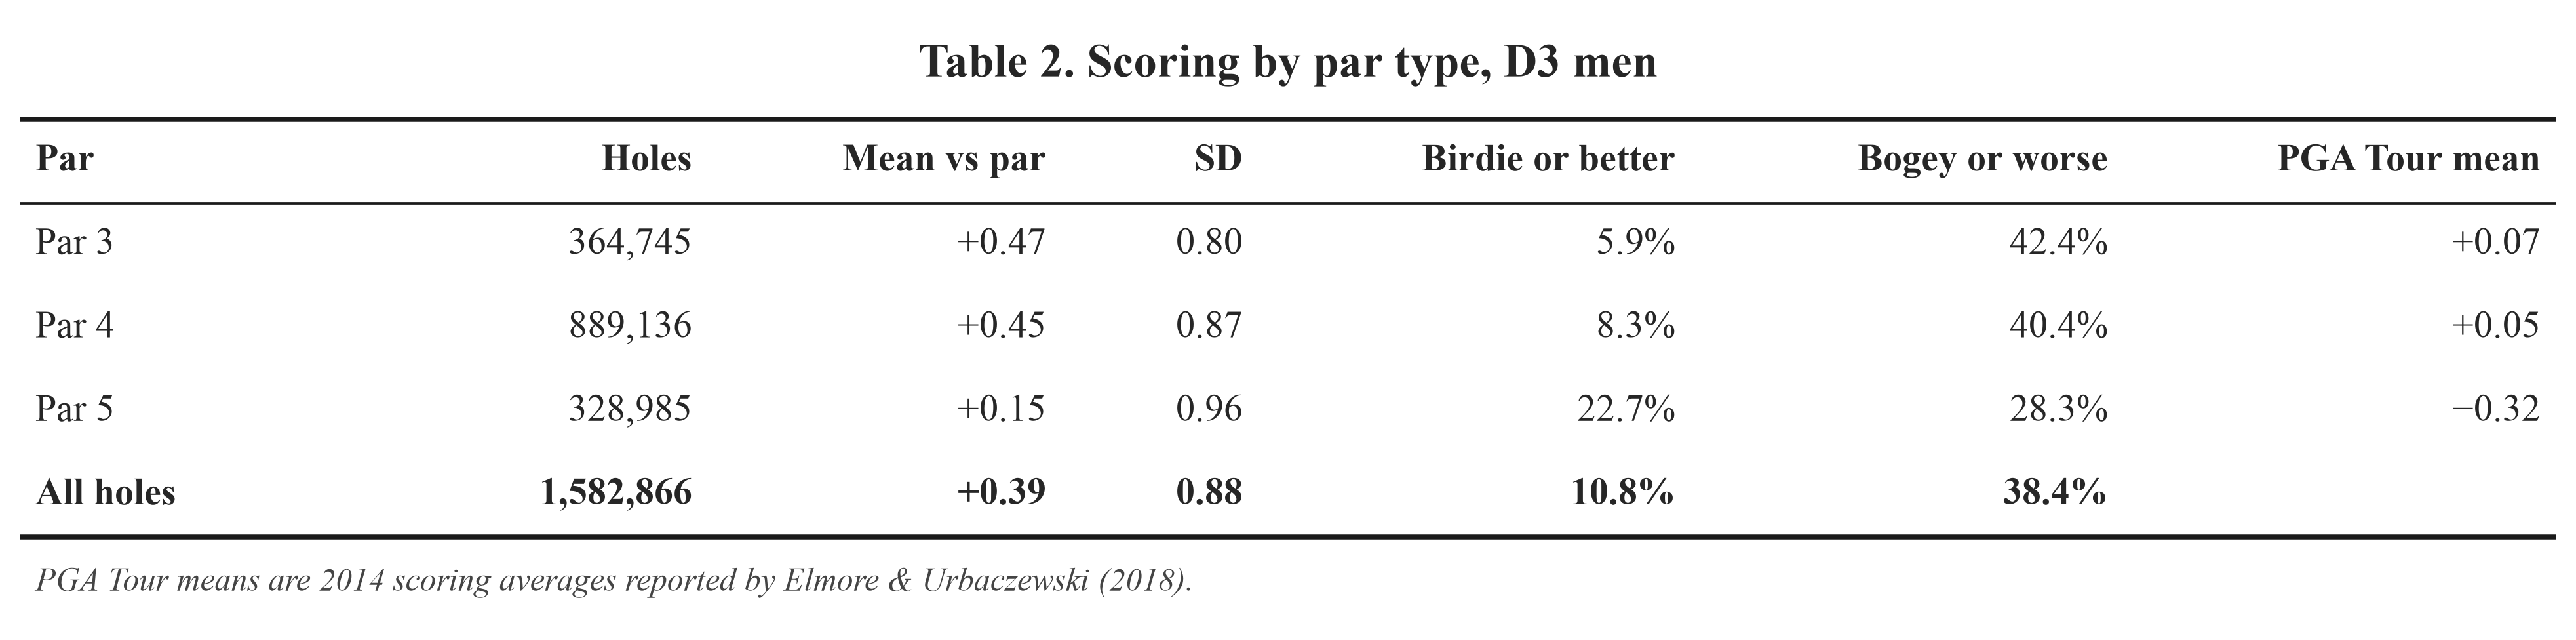 Table 2. Scoring by par type, D3 men
Par Holes Mean vs par SD Birdie or better Bogey or worse PGA Tour mean
Par 3 364,745 +0.47 0.80 5.9% 42.4% +0.07
Par 4 889,136 +0.45 0.87 8.3% 40.4% +0.05
Par 5 328,985 +0.15 0.96 22.7% 28.3% −0.32
All holes 1,582,866 +0.39 0.88 10.8% 38.4%
PGA Tour means are 2014 scoring averages reported by Elmore & Urbaczewski (2018).